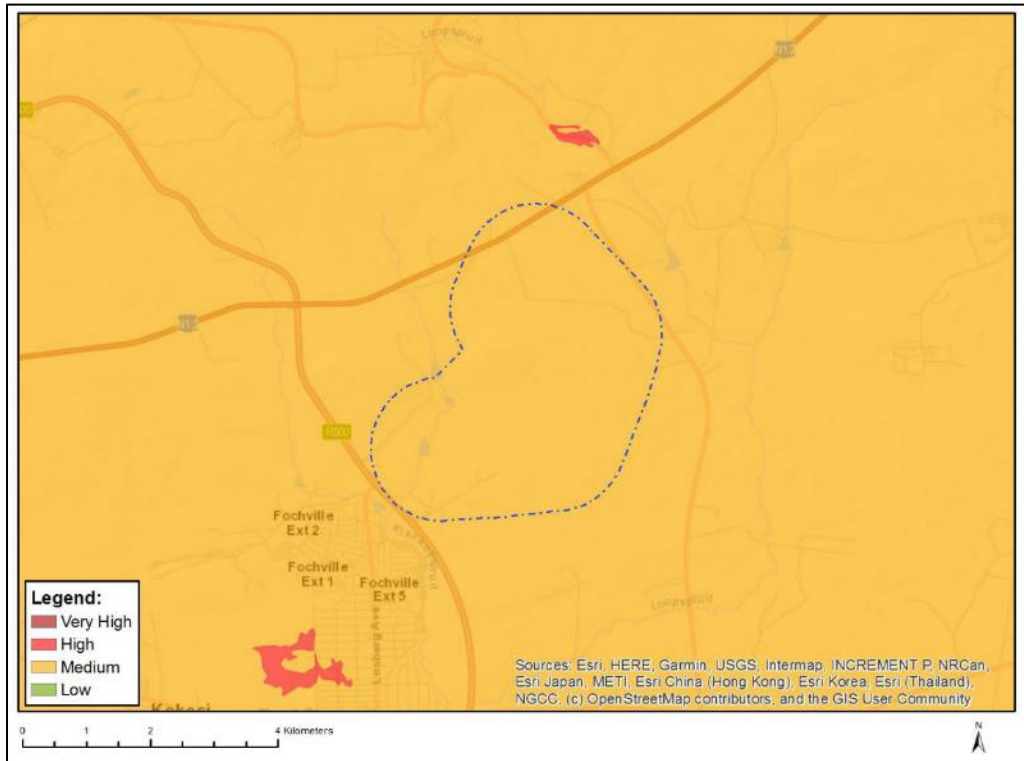 Loopspruit
N12
N12
R500
Fochville
Ext 2
Fochville
Ext 1
Fochville
Ext 5
Losberg Ave
Loopspruit
Kokosi
Legend:
Very High
High
Medium
Low
Sources: Esri, HERE, Garmin, USGS, Intermap, INCREMENT P, NRCan,
Esri Japan, METI, Esri China (Hong Kong), Esri Korea, Esri (Thailand),
NGCC, (c) OpenStreetMap contributors, and the GIS User Community
0 1 2 4 Kilometers
N